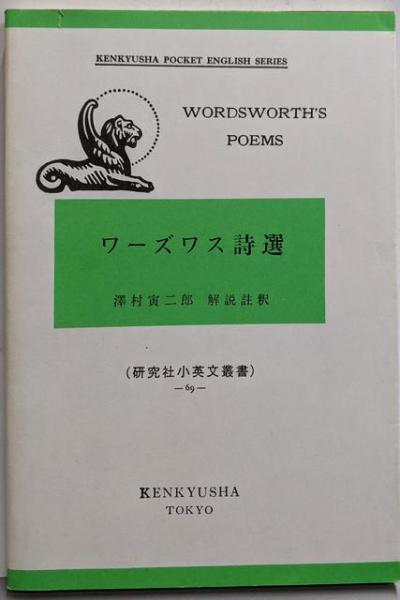 KENKYUSHA POCKET ENGLISH SERIES
WORDSWORTH'S
POEMS
ワーズワス詩選
澤村寅二郎 解説註釈
(研究社小英文叢書)
—69—
KENKYUSHA
TOKYO